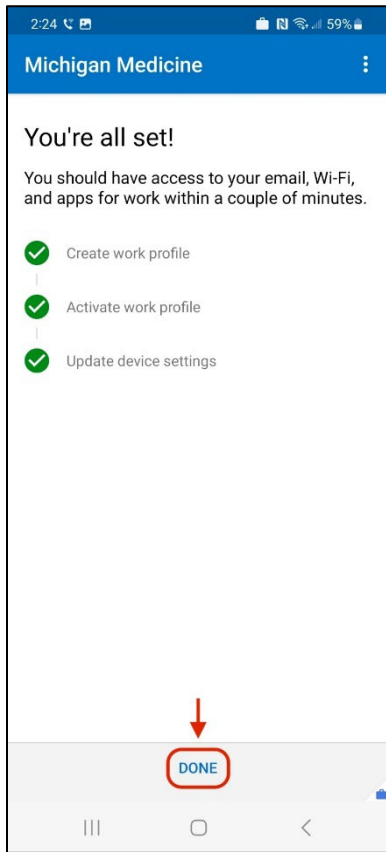 2:24 59%
Michigan Medicine
You're all set!
You should have access to your email, Wi-Fi,
and apps for work within a couple of minutes.
Create work profile
Activate work profile
Update device settings
DONE